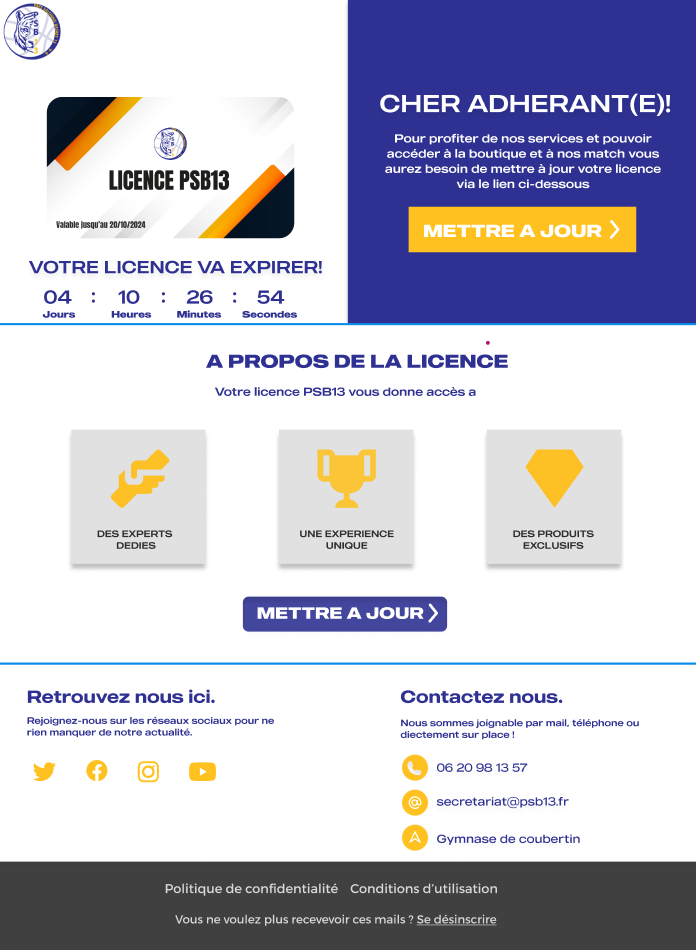 PSB13
LICENCE PSB13
Valable jusqu'au 20/10/2024
VOTRE LICENCE VA EXPIRER!
04 : 10 : 26 : 54
Jours Heures Minutes Secondes
CHER ADHERANT(E)!
Pour profiter de nos services et pouvoir
accéder à la boutique et à nos match vous
aurez besoin de mettre à jour votre licence
via le lien ci-dessous
METTRE A JOUR
A PROPOS DE LA LICENCE
Votre licence PSB13 vous donne accès a
DES EXPERTS
DEDIES
UNE EXPERIENCE
UNIQUE
DES PRODUITS
EXCLUSIFS
METTRE A JOUR
Retrouvez nous ici.
Rejoignez-nous sur les réseaux sociaux pour ne
rien manquer de notre actualité.
Contactez nous.
Nous sommes joignable par mail, téléphone ou
diectement sur place !
06 20 98 13 57
secretariat@psb13.fr
Gymnase de coubertin
Politique de confidentialité Conditions d'utilisation
Vous ne voulez plus recevevoir ces mails ? Se désinscrire